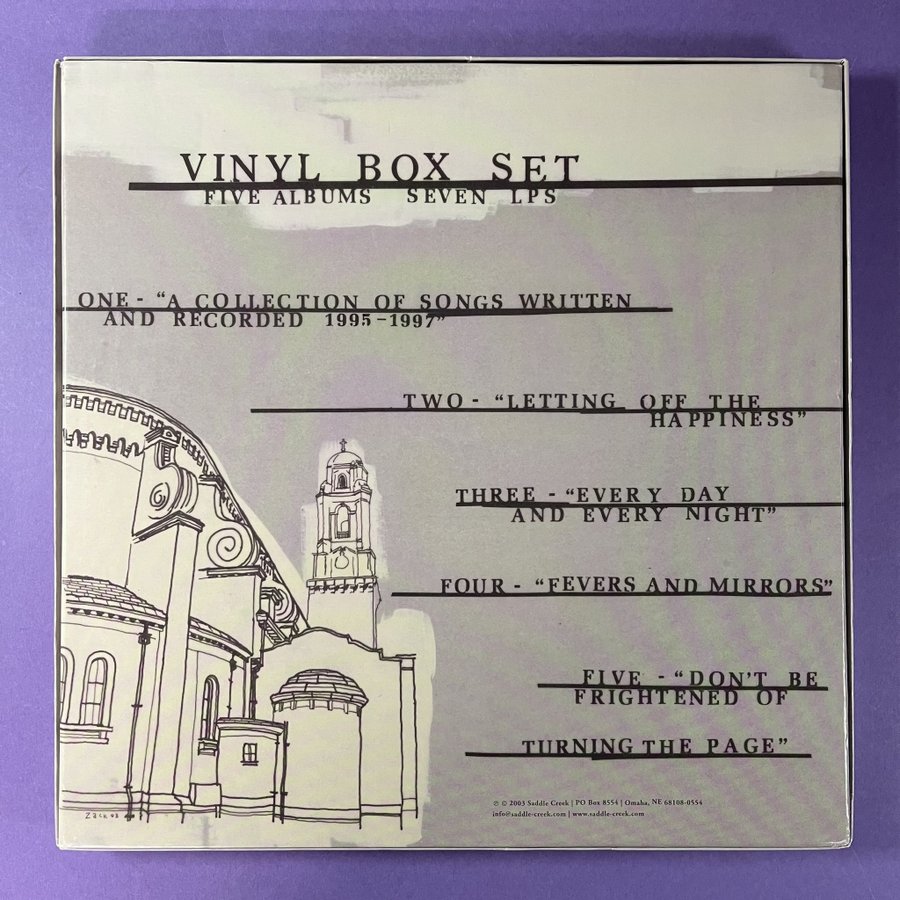 VINYL BOX SET
FIVE ALBUMS SEVEN LPS
ONE - "A COLLECTION OF SONGS WRITTEN
AND RECORDED 1995-1997"
TWO - "LETTING OFF THE
HAPPINESS"
THREE - "EVERY DAY
AND EVERY NIGHT"
FOUR - "FEVERS AND MIRRORS"
FIVE - "DON'T BE
FRIGHTENED OF
TURNING THE PAGE"
℗ © 2003 Saddle Creek | PO Box 8554 | Omaha, NE 68108-0554
info@saddle-creek.com | www.saddle-creek.com
Zack 03